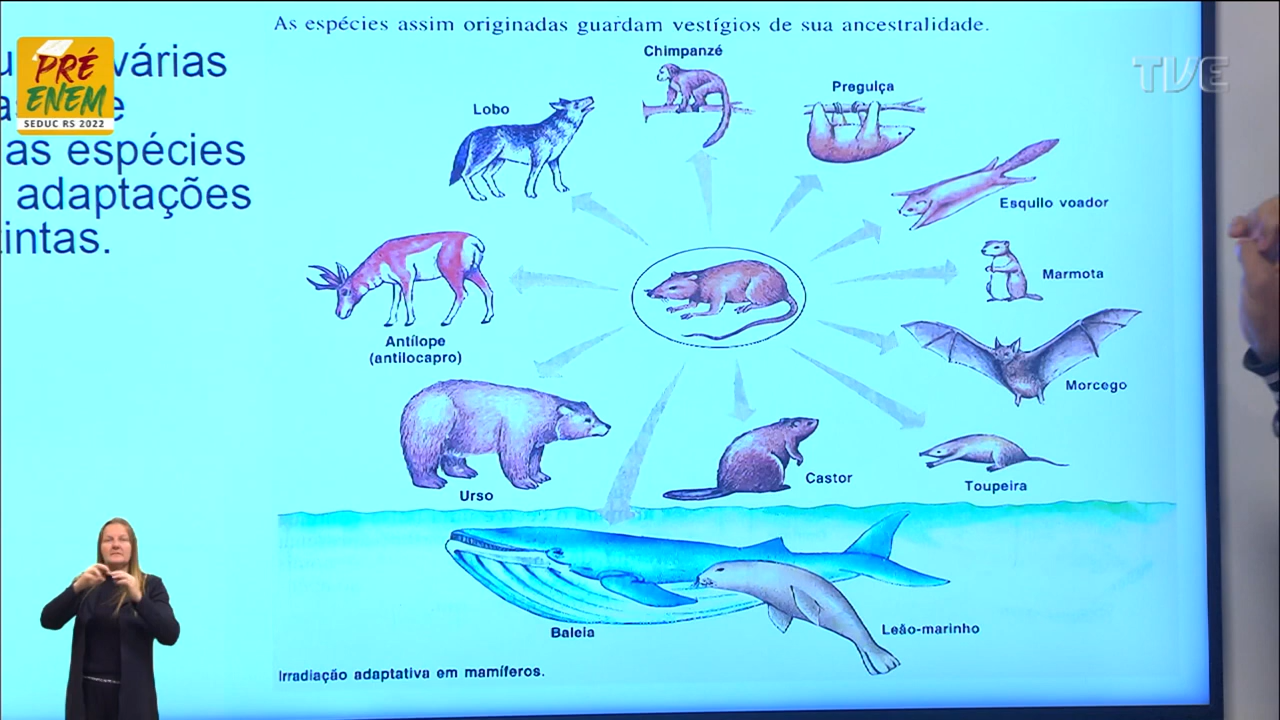 As espécies assim originadas guardam vestígios de sua ancestralidade.
PRÉ
ENEM
SEDUC RS 2022
várias
as espécies
adaptações
intas.
TVE
Chimpanzé
Preguiça
Lobo
Esquilo voador
Marmota
Antílope
(antilocapro)
Morcego
Urso
Castor
Toupeira
Baleia
Leão-marinho
Irradiação adaptativa em mamíferos.